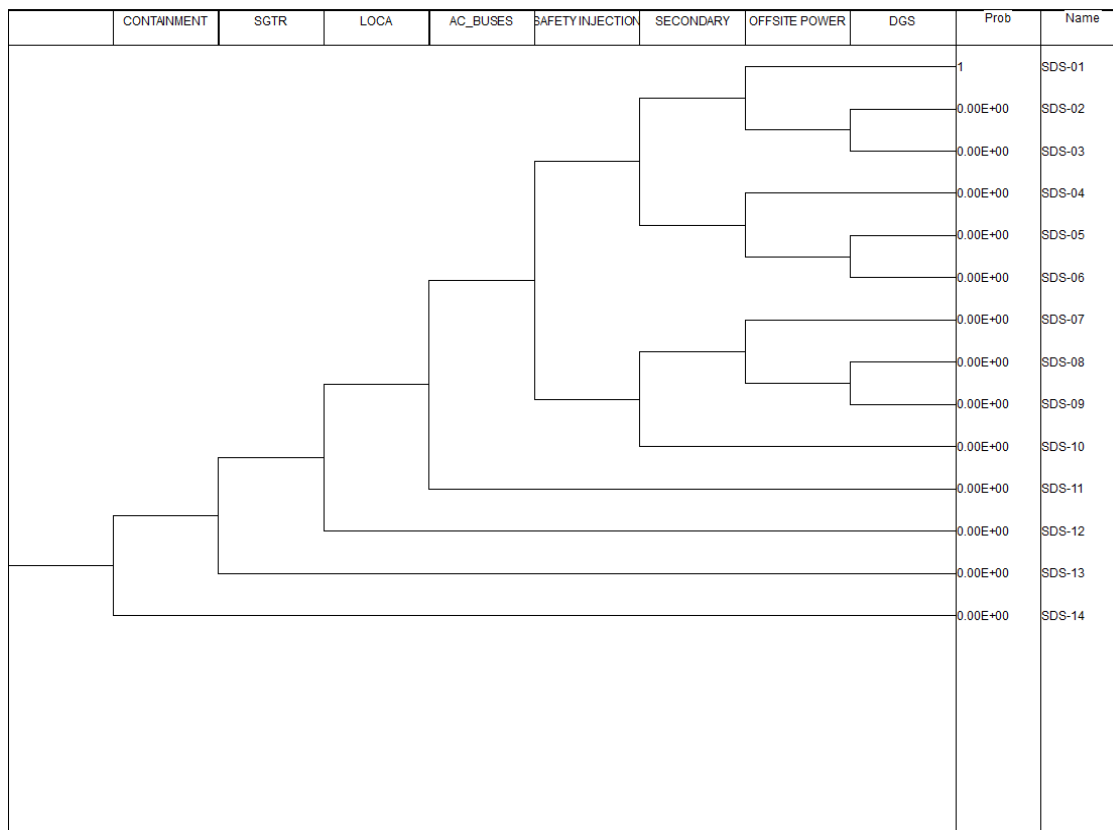 CONTAINMENT SGTR LOCA AC_BUSES SAFETY INJECTION SECONDARY OFFSITE POWER DGS Prob Name
1 SDS-01
0.00E+00 SDS-02
0.00E+00 SDS-03
0.00E+00 SDS-04
0.00E+00 SDS-05
0.00E+00 SDS-06
0.00E+00 SDS-07
0.00E+00 SDS-08
0.00E+00 SDS-09
0.00E+00 SDS-10
0.00E+00 SDS-11
0.00E+00 SDS-12
0.00E+00 SDS-13
0.00E+00 SDS-14